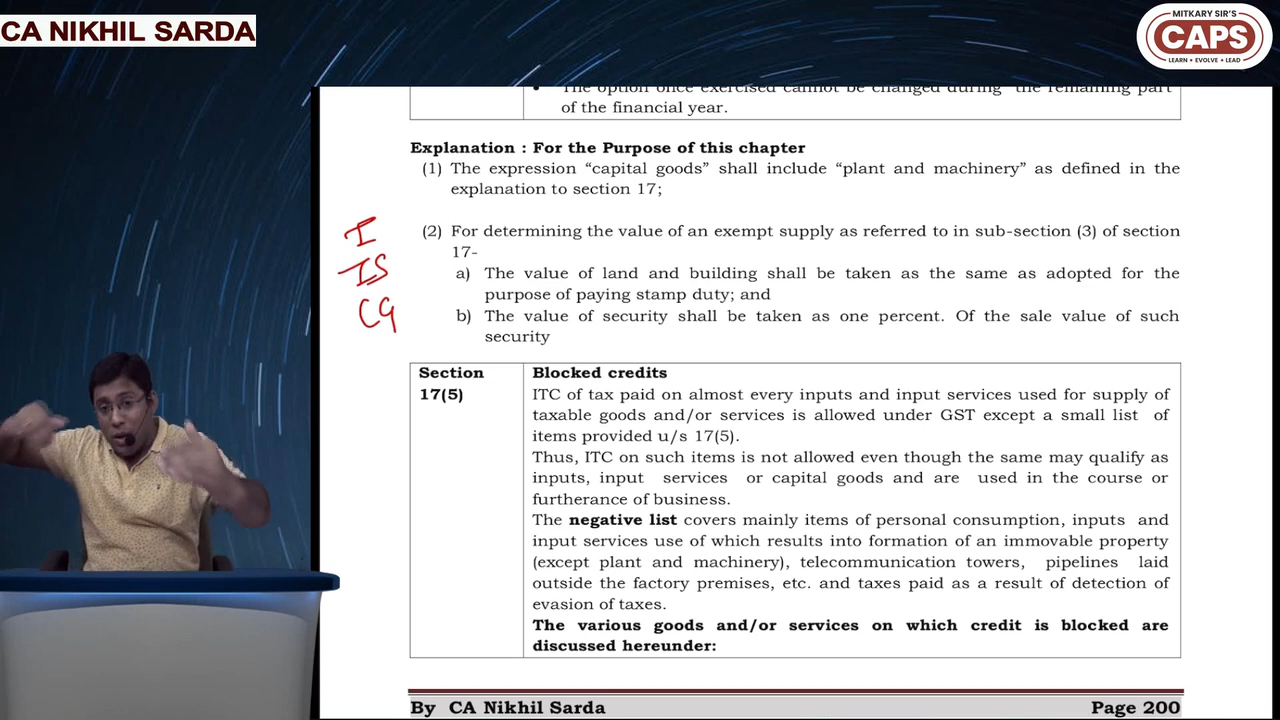 CA NIKHIL SARDA
MITKARY SIR'S
CAPS
LEARN • EVOLVE • LEAD
• The option once exercised cannot be changed during the remaining part
of the financial year.
Explanation : For the Purpose of this chapter
(1) The expression “capital goods” shall include “plant and machinery” as defined in the
explanation to section 17;
(2) For determining the value of an exempt supply as referred to in sub-section (3) of section
17-
a) The value of land and building shall be taken as the same as adopted for the
purpose of paying stamp duty; and
b) The value of security shall be taken as one percent. Of the sale value of such
security
I
IS
CG
Section
17(5)
Blocked credits
ITC of tax paid on almost every inputs and input services used for supply of
taxable goods and/or services is allowed under GST except a small list of
items provided u/s 17(5).
Thus, ITC on such items is not allowed even though the same may qualify as
inputs, input services or capital goods and are used in the course or
furtherance of business.
The negative list covers mainly items of personal consumption, inputs and
input services use of which results into formation of an immovable property
(except plant and machinery), telecommunication towers, pipelines laid
outside the factory premises, etc. and taxes paid as a result of detection of
evasion of taxes.
The various goods and/or services on which credit is blocked are
discussed hereunder:
By CA Nikhil Sarda
Page 200